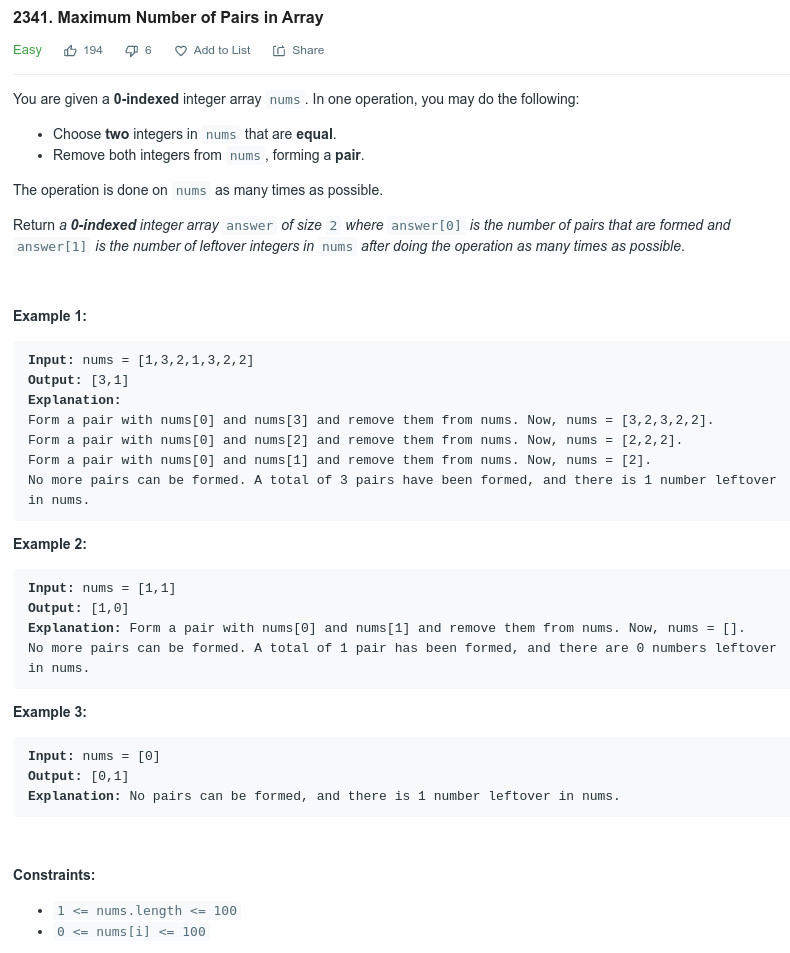 2341. Maximum Number of Pairs in Array
Easy 194 6 Add to List Share
You are given a 0-indexed integer array nums. In one operation, you may do the following:
• Choose two integers in nums that are equal.
• Remove both integers from nums, forming a pair.
The operation is done on nums as many times as possible.
Return a 0-indexed integer array answer of size 2 where answer[0] is the number of pairs that are formed and
answer[1] is the number of leftover integers in nums after doing the operation as many times as possible.
Example 1:
Input: nums = [1,3,2,1,3,2,2]
Output: [3,1]
Explanation:
Form a pair with nums[0] and nums[3] and remove them from nums. Now, nums = [3,2,3,2,2].
Form a pair with nums[0] and nums[2] and remove them from nums. Now, nums = [2,2,2].
Form a pair with nums[0] and nums[1] and remove them from nums. Now, nums = [2].
No more pairs can be formed. A total of 3 pairs have been formed, and there is 1 number leftover
in nums.
Example 2:
Input: nums = [1,1]
Output: [1,0]
Explanation: Form a pair with nums[0] and nums[1] and remove them from nums. Now, nums = [].
No more pairs can be formed. A total of 1 pair has been formed, and there are 0 numbers leftover
in nums.
Example 3:
Input: nums = [0]
Output: [0,1]
Explanation: No pairs can be formed, and there is 1 number leftover in nums.
Constraints:
• 1 <= nums.length <= 100
• 0 <= nums[i] <= 100